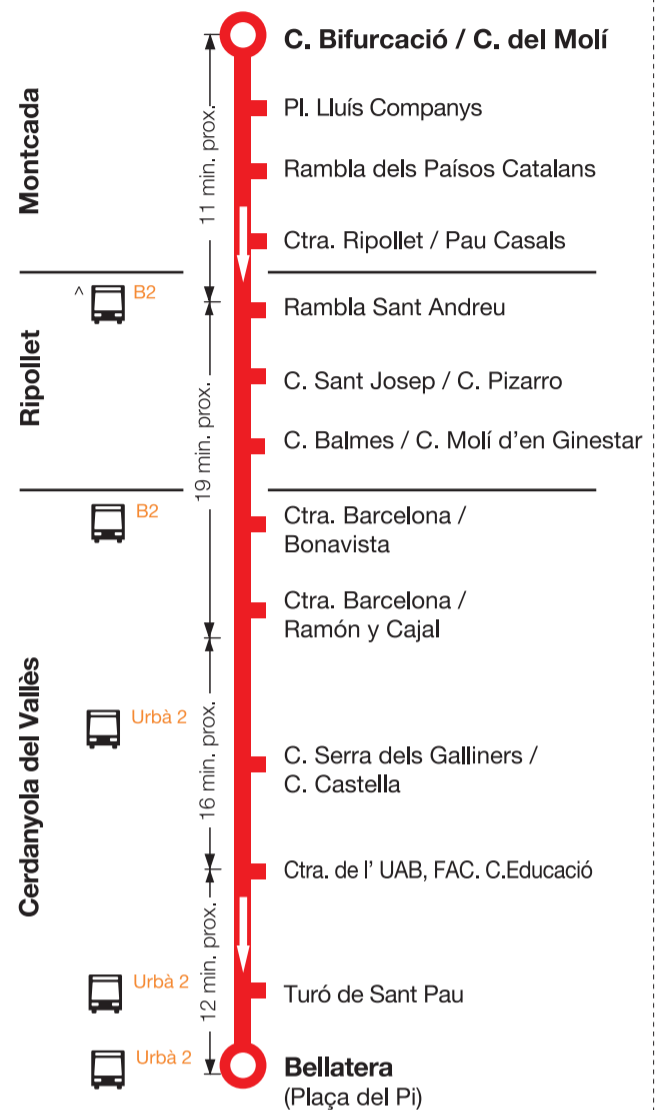 C. Bifurcació / C. del Molí
Montcada
11 min. prox.
Pl. Lluís Companys
Rambla dels Països Catalans
Ctra. Ripollet / Pau Casals
Ripollet
^ B2
Rambla Sant Andreu
19 min. prox.
C. Sant Josep / C. Pizarro
C. Balmes / C. Molí d'en Ginestar
Cerdanyola del Vallès
B2
Ctra. Barcelona /
Bonavista
Ctra. Barcelona /
Ramón y Cajal
16 min. prox.
Urbà 2
C. Serra dels Galliners /
C. Castella
Ctra. de l' UAB, FAC. C.Educació
12 min. prox.
Urbà 2
Turó de Sant Pau
Urbà 2
Bellatera
(Plaça del Pi)